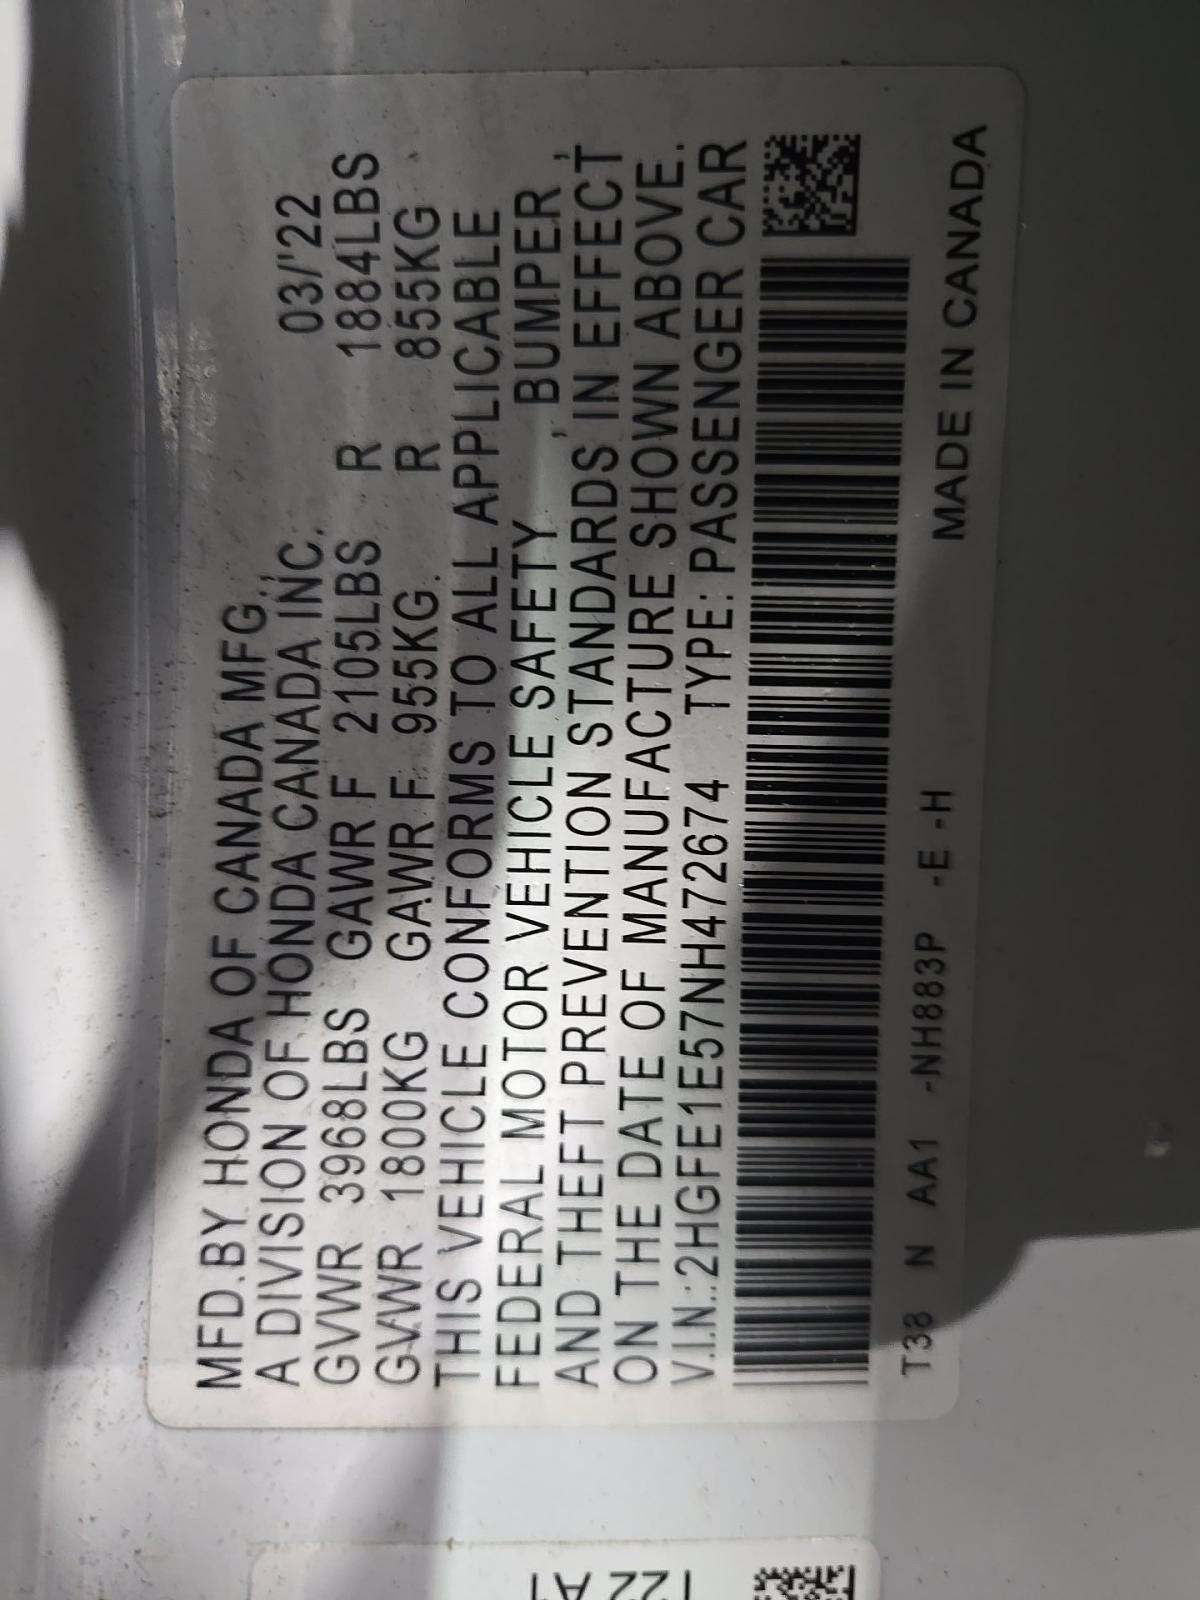 MFD.BY HONDA OF CANADA MFG.,
A DIVISION OF HONDA CANADA INC. 03/'22
GVWR 3968LBS GAWR F 2105LBS R 1884LBS
GVWR 1800KG GAWR F 955KG. R 855KG
THIS VEHICLE CONFORMS TO ALL APPLICABLE
FEDERAL MOTOR VEHICLE SAFETY, BUMPER,
AND THEFT PREVENTION STANDARDS IN EFFECT
ON THE DATE OF MANUFACTURE SHOWN ABOVE.
V.I.N.:2HGFE1E57NH472674 TYPE: PASSENGER CAR
T38 N AA1 -NH883P -E -H MADE IN CANADA